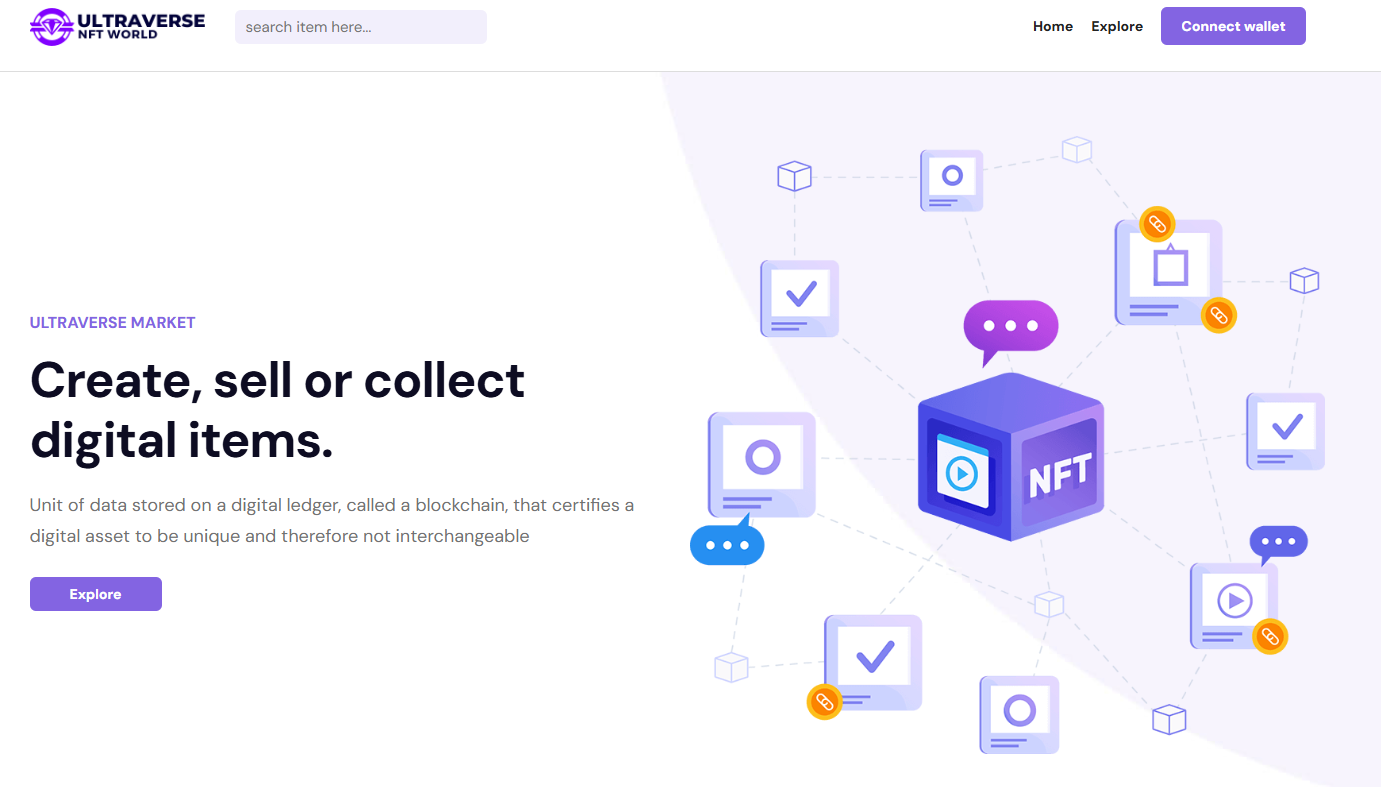 ULTRAVERSE
NFT WORLD
search item here...
Home
Explore
Connect wallet
ULTRAVERSE MARKET
Create, sell or collect
digital items.
Unit of data stored on a digital ledger, called a blockchain, that certifies a
digital asset to be unique and therefore not interchangeable
Explore
NFT